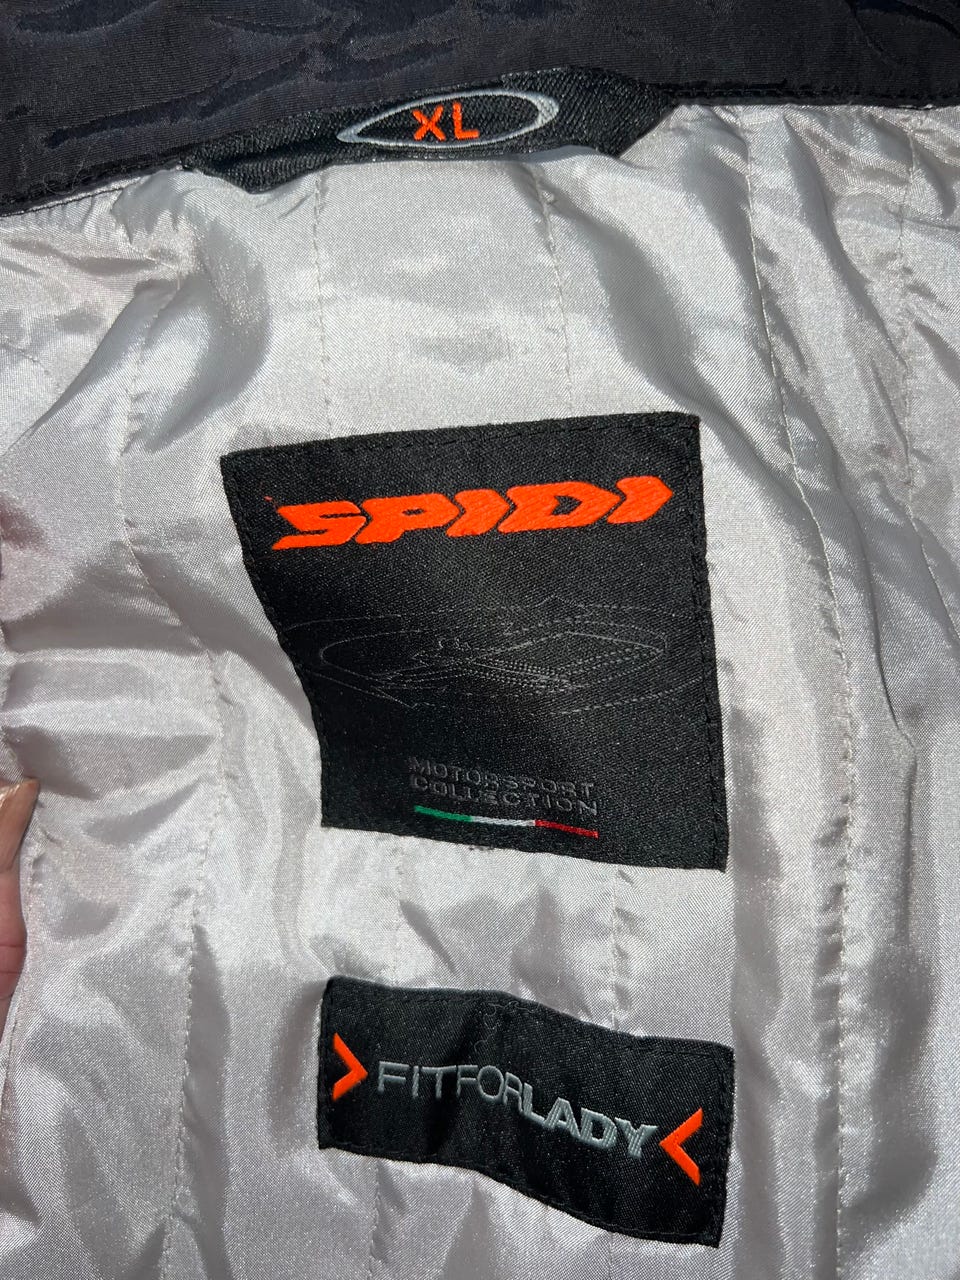 XL
SPIDI
MOTORSPORT
COLLECTION
FITFORLADY